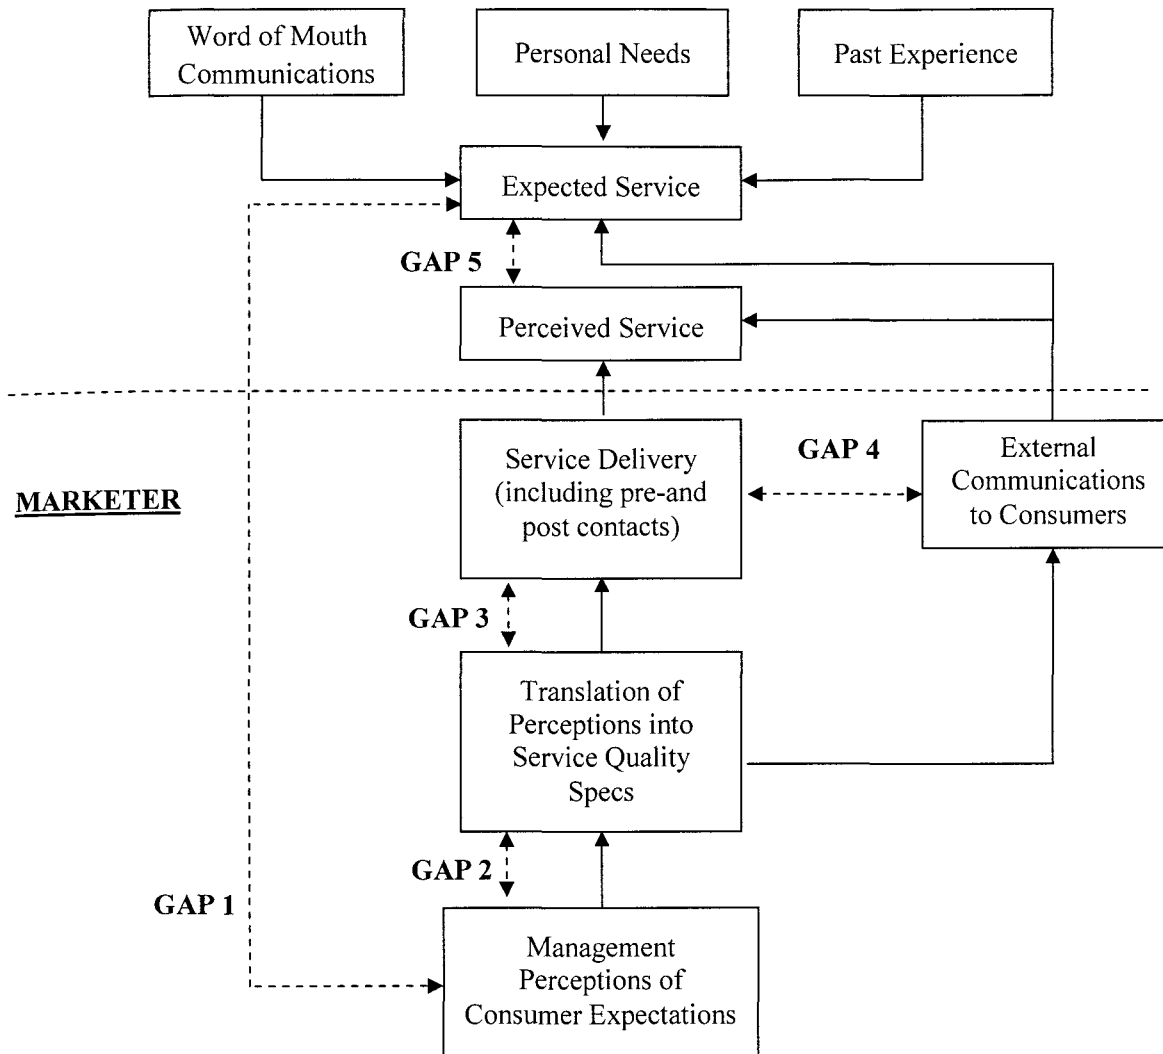 Word of Mouth
Communications
Personal Needs
Past Experience
Expected Service
GAP 5
Perceived Service
MARKETER
Service Delivery
(including pre-and
post contacts)
GAP 4
External
Communications
to Consumers
GAP 3
Translation of
Perceptions into
Service Quality
Specs
GAP 2
GAP 1
Management
Perceptions of
Consumer Expectations